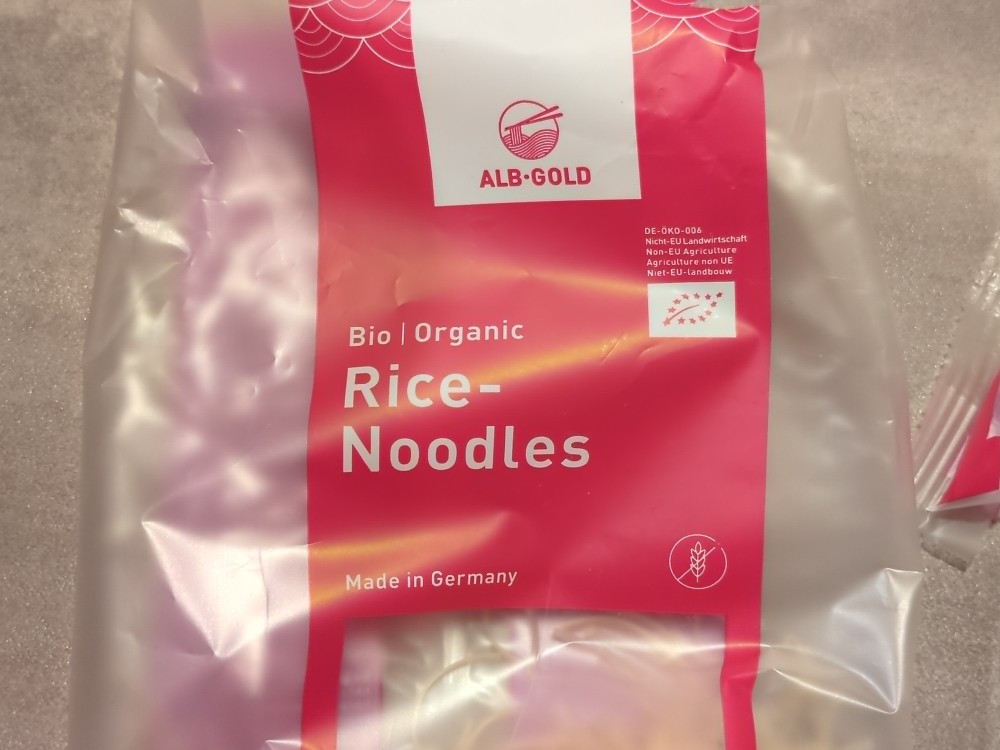 ALB•GOLD
DE-ÖKO-006
Nicht-EU Landwirtschaft
Non-EU Agriculture
Agriculture non UE
Niet-EU-landbouw
Bio | Organic
Rice-
Noodles
Made in Germany